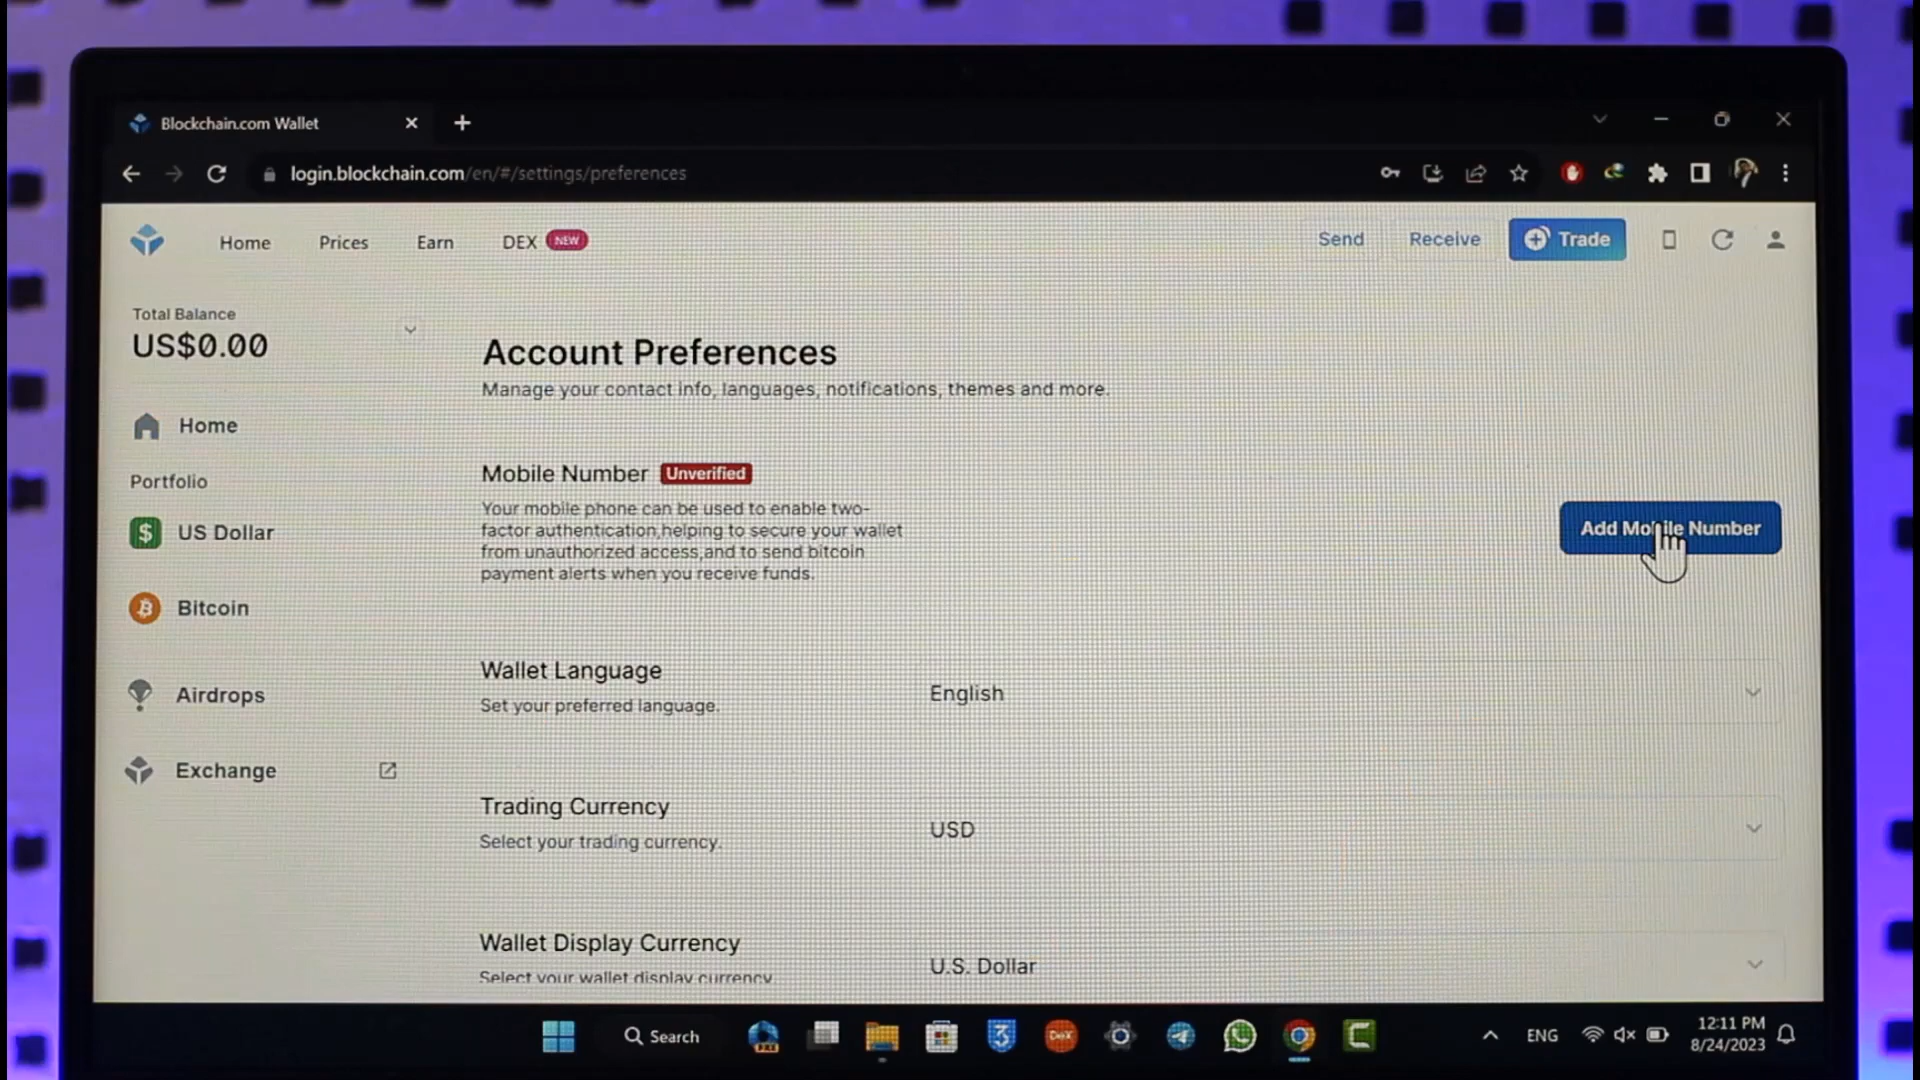 Blockchain.com Wallet
login.blockchain.com/en/#/settings/preferences
Home Prices Earn DEX NEW Send Receive Trade
Total Balance
US$0.00
Home
Portfolio
US Dollar
Bitcoin
Airdrops
Exchange
Account Preferences
Manage your contact info, languages, notifications, themes and more.
Mobile Number Unverified
Your mobile phone can be used to enable two-
factor authentication,helping to secure your wallet
from unauthorized access,and to send bitcoin
payment alerts when you receive funds.
Add Mobile Number
Wallet Language
Set your preferred language.
English
Trading Currency
Select your trading currency.
USD
Wallet Display Currency
Select your wallet display currency
U.S. Dollar
Search
PRE
3
DeX
ENG
12:11 PM
8/24/2023